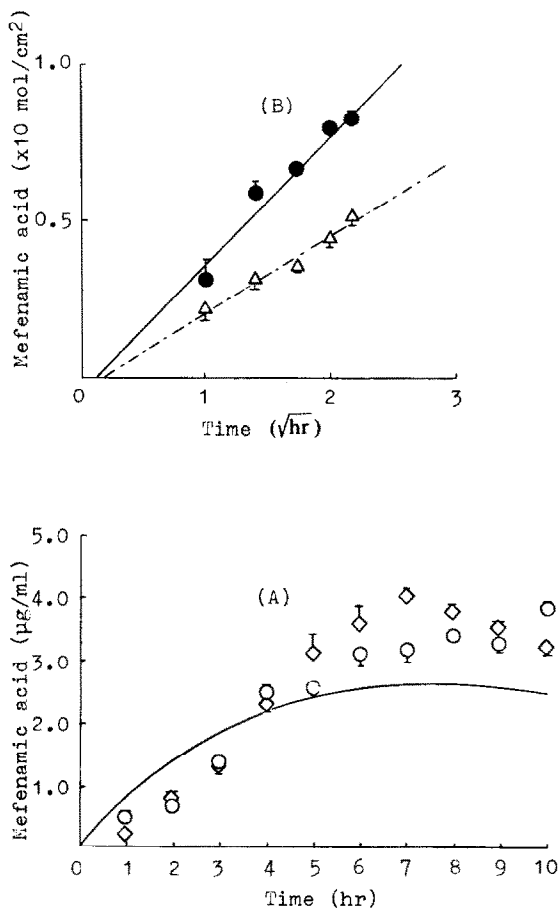 1.0
(B)
0.5
Mefenamic acid (x10 mol/cm²)
0 1 2 3
Time (√hr)
5.0
(A)
4.0
3.0
2.0
1.0
Mefenamic acid (μg/ml)
0 1 2 3 4 5 6 7 8 9 10
Time (hr)